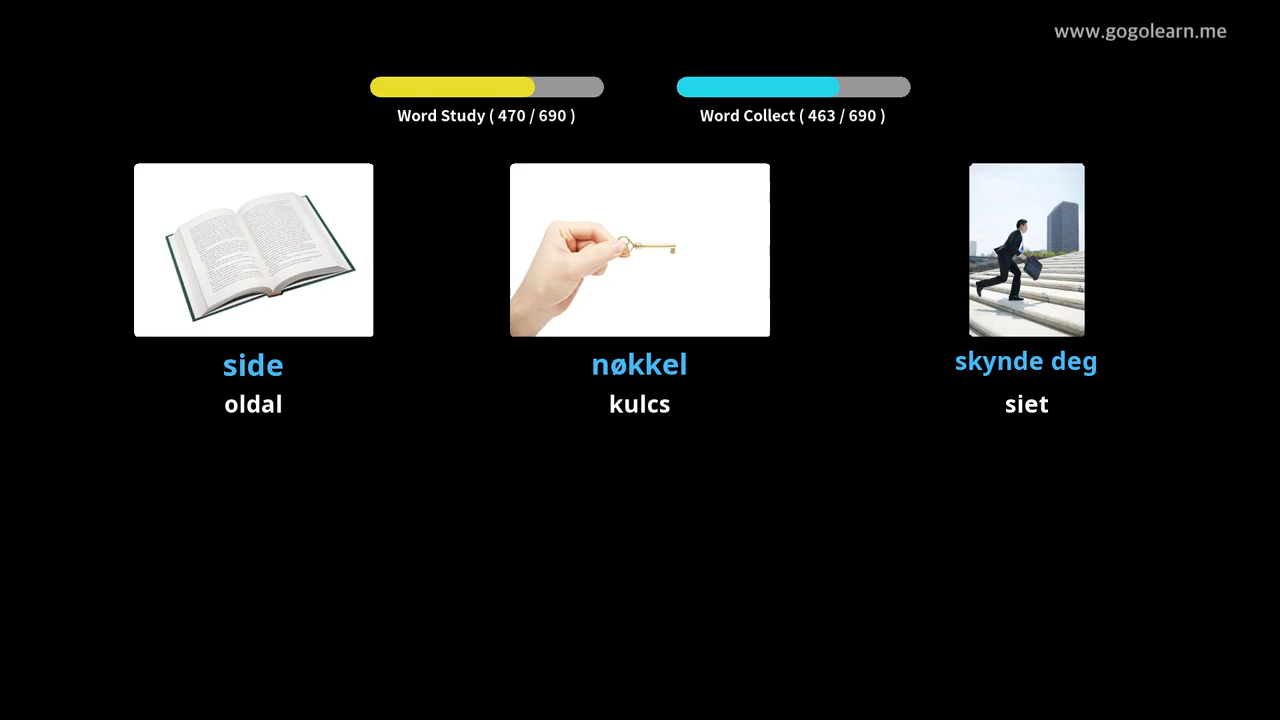 www.gogolearn.me
Word Study ( 470 / 690 )
Word Collect ( 463 / 690 )
side
nøkkel
skynde deg
oldal
kulcs
siet